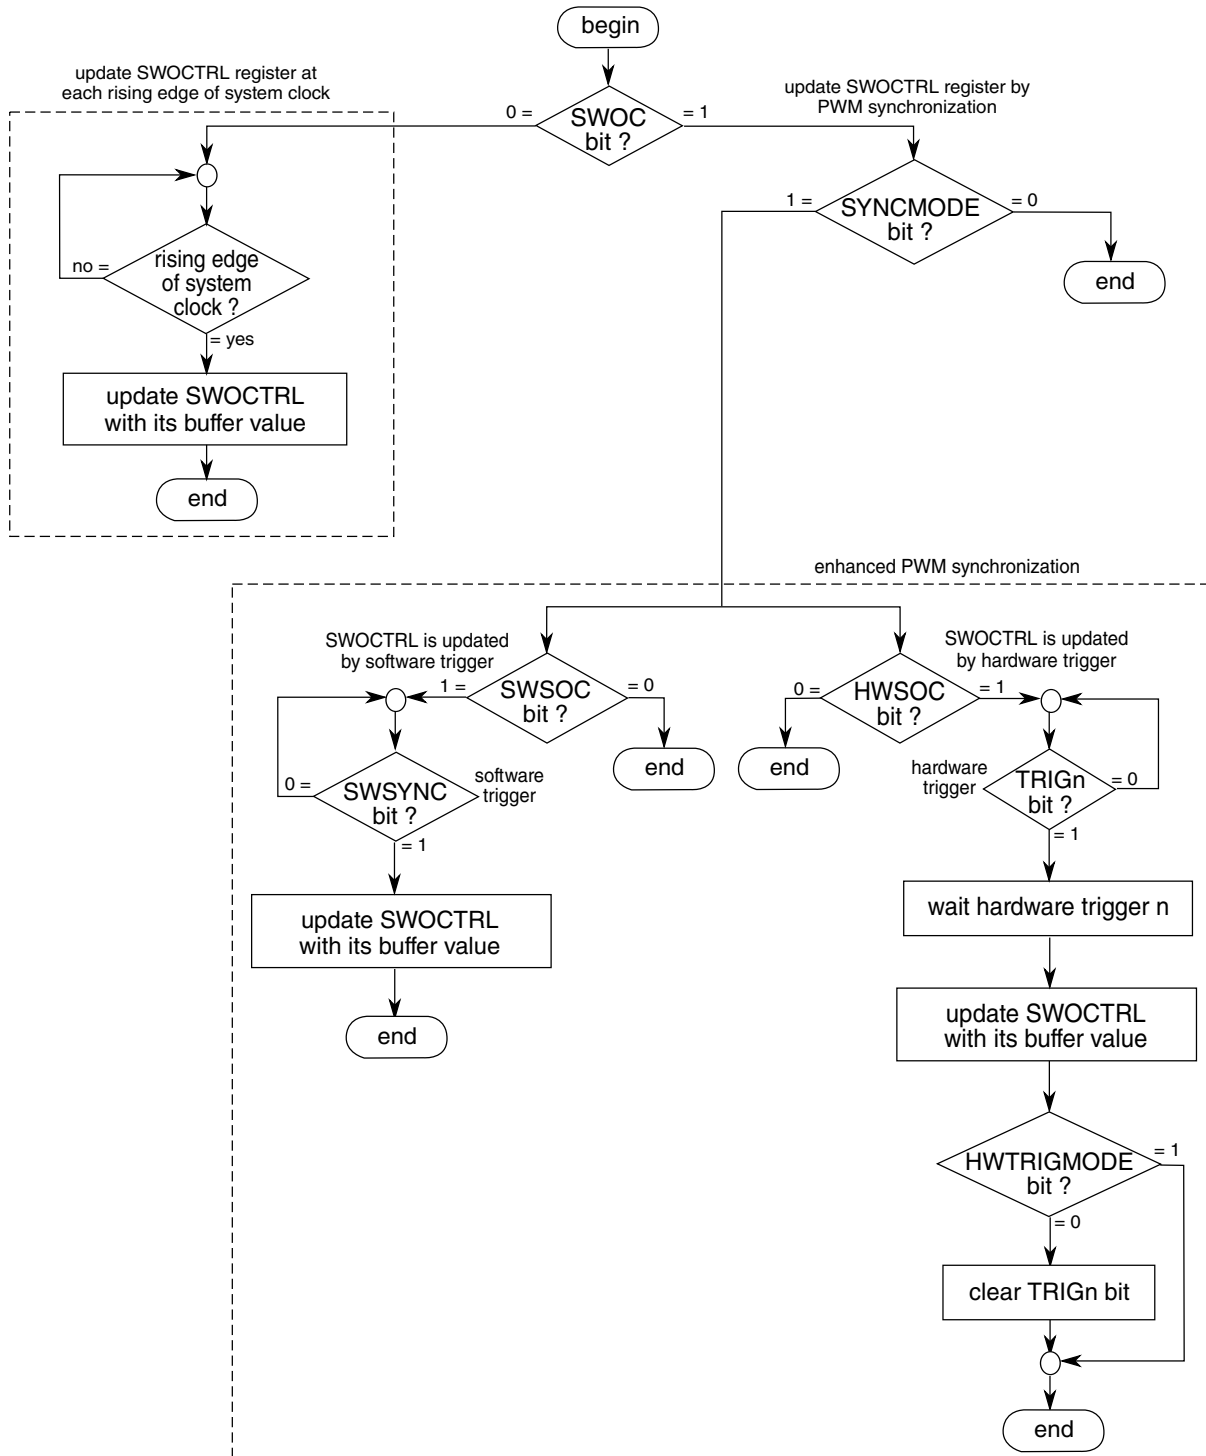 begin
update SWOCTRL register at
each rising edge of system clock
update SWOCTRL register by
PWM synchronization
0 =
SWOC
bit ?
= 1
1 =
SYNCMODE
bit ?
= 0
end
no =
rising edge
of system
clock ?
= yes
update SWOCTRL
with its buffer value
end
enhanced PWM synchronization
SWOCTRL is updated
by software trigger
SWOCTRL is updated
by hardware trigger
1 =
SWSOC
bit ?
= 0
end
0 =
HWSOC
bit ?
= 1
end
0 =
SWSYNC
bit ?
software
trigger
= 1
hardware
trigger
TRIGn
bit ?
= 0
= 1
update SWOCTRL
with its buffer value
end
wait hardware trigger n
update SWOCTRL
with its buffer value
HWTRIGMODE
bit ?
= 1
= 0
clear TRIGn bit
end